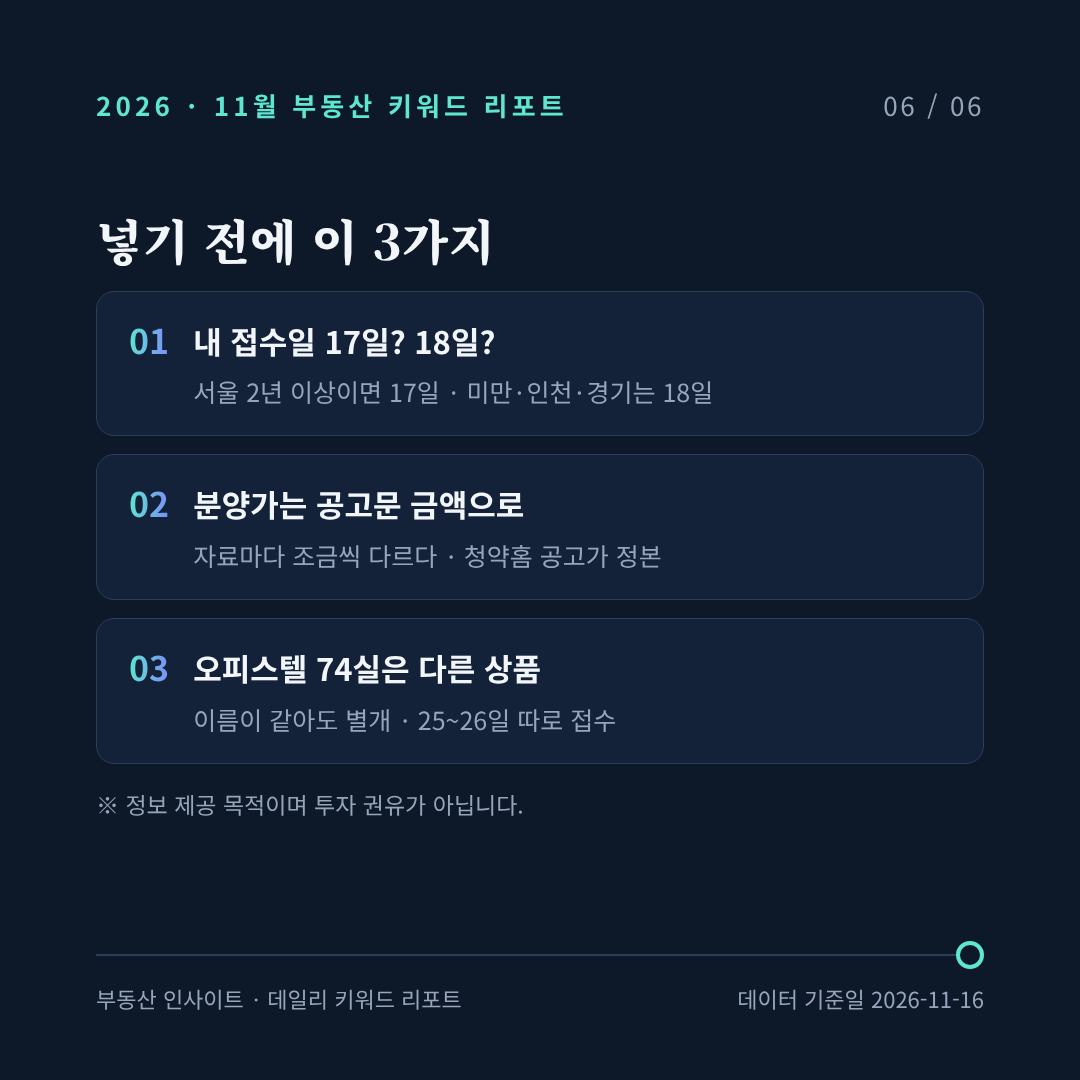 2026 · 11월 부동산 키워드 리포트
06 / 06
넣기 전에 이 3가지
01 내 접수일 17일? 18일?
서울 2년 이상이면 17일 · 미만·인천·경기는 18일
02 분양가는 공고문 금액으로
자료마다 조금씩 다르다 · 청약홈 공고가 정본
03 오피스텔 74실은 다른 상품
이름이 같아도 별개 · 25~26일 따로 접수
※ 정보 제공 목적이며 투자 권유가 아닙니다.
부동산 인사이트 · 데일리 키워드 리포트
데이터 기준일 2026-11-16